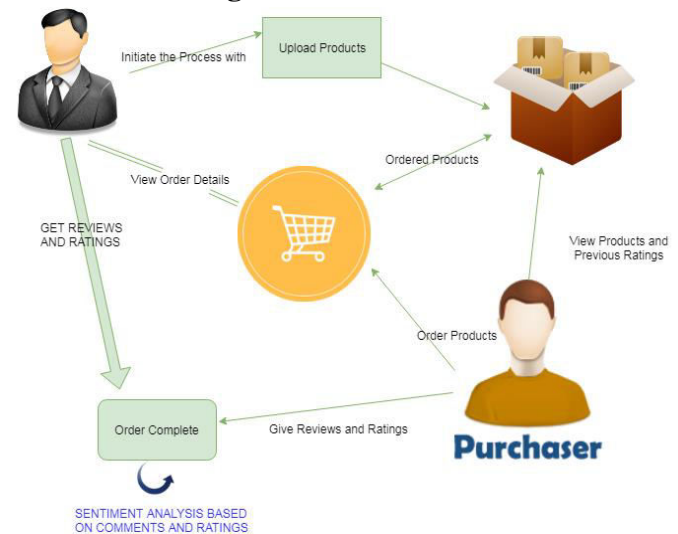 Initiate the Process with
Upload Products
Ordered Products
View Order Details
GET REVIEWS
AND RATINGS
View Products and
Previous Ratings
Order Products
Order Complete
Give Reviews and Ratings
Purchaser
SENTIMENT ANALYSIS BASED
ON COMMENTS AND RATINGS